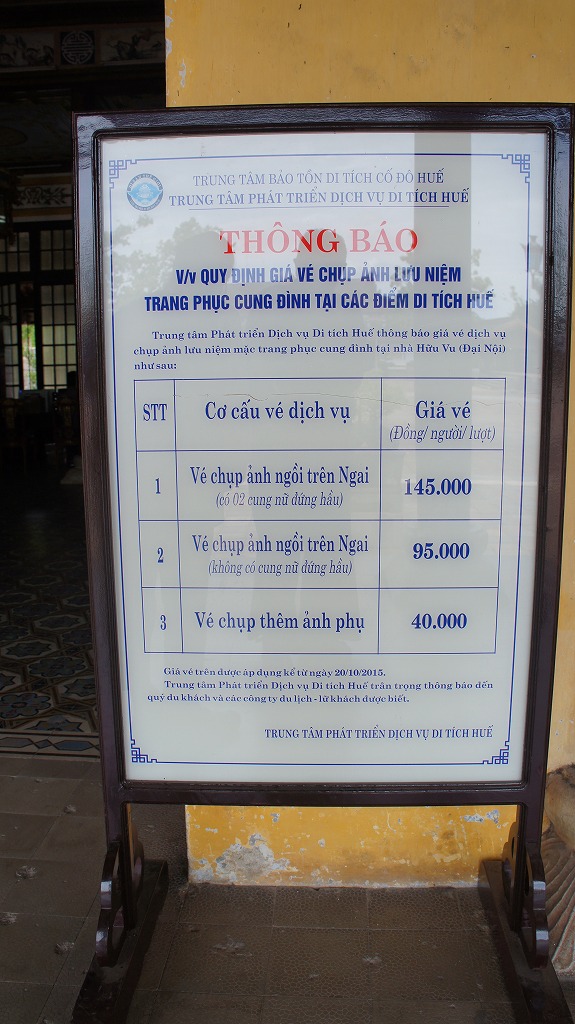 TRUNG TÂM BẢO TỒN DI TÍCH CỐ ĐÔ HUẾ
TRUNG TÂM PHÁT TRIỂN DỊCH VỤ DI TÍCH HUẾ
THÔNG BÁO
V/v QUY ĐỊNH GIÁ VÉ CHỤP ẢNH LƯU NIỆM
TRANG PHỤC CUNG ĐÌNH TẠI CÁC ĐIỂM DI TÍCH HUẾ
Trung tâm Phát triển Dịch vụ Di tích Huế thông báo giá vé dịch vụ
chụp ảnh lưu niệm mặc trang phục cung đình tại nhà Hữu Vu (Đại Nội)
như sau:
STT Cơ cấu vé dịch vụ Giá vé
(Đồng/ người/ lượt)
1 Vé chụp ảnh ngồi trên Ngai 145.000
(có 02 cung nữ đứng hầu)
2 Vé chụp ảnh ngồi trên Ngai 95.000
(không có cung nữ đứng hầu)
3 Vé chụp thêm ảnh phụ 40.000
Giá vé trên được áp dụng kể từ ngày 20/10/2015.
Trung tâm Phát triển Dịch vụ Di tích Huế trân trọng thông báo đến
quý du khách và các công ty du lịch - lữ khách được biết.
TRUNG TÂM PHÁT TRIỂN DỊCH VỤ DI TÍCH HUẾ